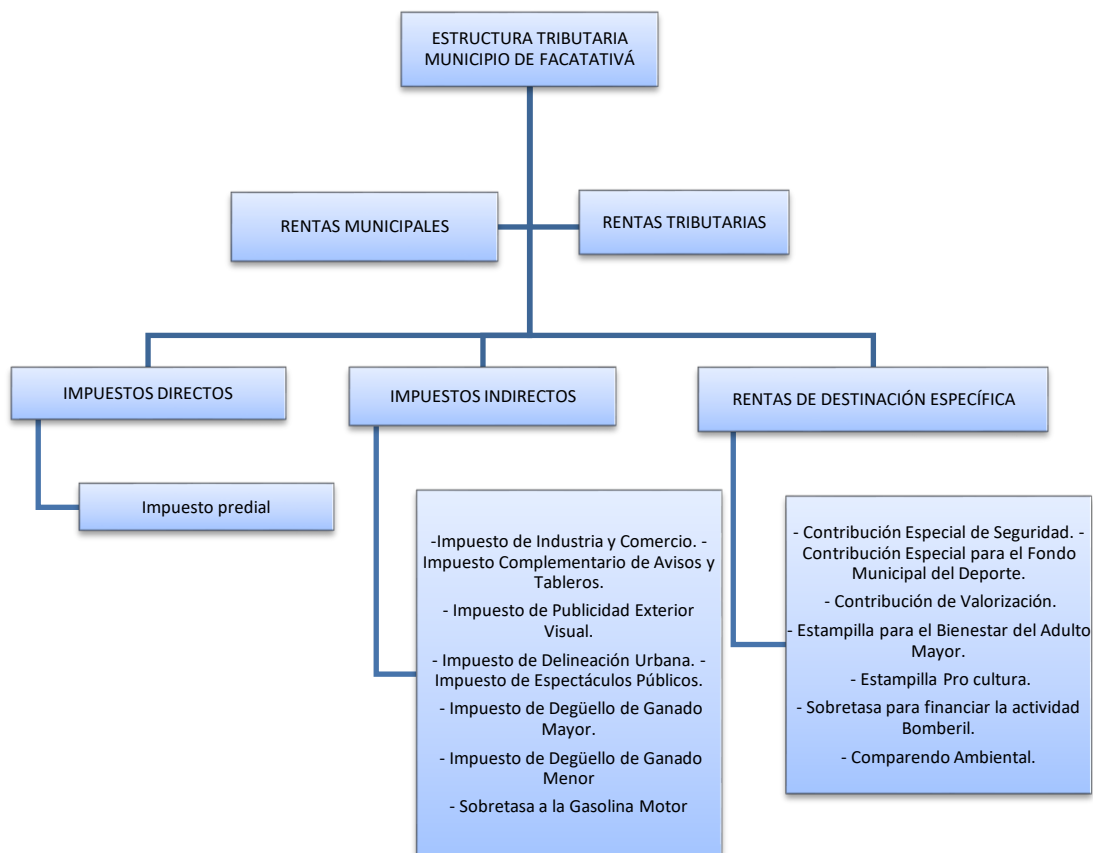 ESTRUCTURA TRIBUTARIA
MUNICIPIO DE FACATATIVÁ
RENTAS MUNICIPALES
RENTAS TRIBUTARIAS
IMPUESTOS DIRECTOS
IMPUESTOS INDIRECTOS
RENTAS DE DESTINACIÓN ESPECÍFICA
Impuesto predial
-Impuesto de Industria y Comercio. -
Impuesto Complementario de Avisos y
Tableros.
- Impuesto de Publicidad Exterior
Visual.
- Impuesto de Delineación Urbana. -
Impuesto de Espectáculos Públicos.
- Impuesto de Degüello de Ganado
Mayor.
- Impuesto de Degüello de Ganado
Menor
- Sobretasa a la Gasolina Motor
- Contribución Especial de Seguridad. -
Contribución Especial para el Fondo
Municipal del Deporte.
- Contribución de Valorización.
- Estampilla para el Bienestar del Adulto
Mayor.
- Estampilla Pro cultura.
- Sobretasa para financiar la actividad
Bomberil.
- Comparendo Ambiental.